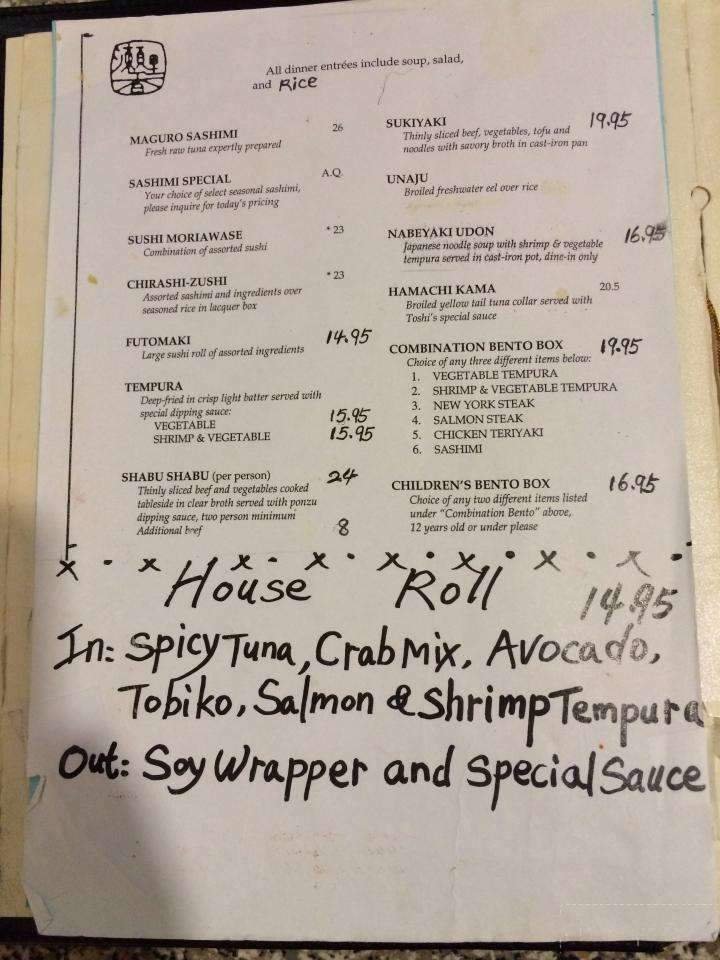 All dinner entrées include soup, salad,
and Rice
MAGURO SASHIMI 26
Fresh raw tuna expertly prepared
SASHIMI SPECIAL A.Q.
Your choice of select seasonal sashimi,
please inquire for today's pricing
SUSHI MORIAWASE * 23
Combination of assorted sushi
CHIRASHI-ZUSHI * 23
Assorted sashimi and ingredients over
seasoned rice in lacquer box
FUTOMAKI 14.95
Large sushi roll of assorted ingredients
TEMPURA
Deep-fried in crisp light batter served with
special dipping sauce:
VEGETABLE 15.95
SHRIMP & VEGETABLE 15.95
SHABU SHABU (per person) 24
Thinly sliced beef and vegetables cooked
tableside in clear broth served with ponzu
dipping sauce, two person minimum
Additional beef 8
SUKIYAKI 19.95
Thinly sliced beef, vegetables, tofu and
noodles with savory broth in cast-iron pan
UNAJU
Broiled freshwater eel over rice
NABEYAKI UDON 16.95
Japanese noodle soup with shrimp & vegetable
tempura served in cast-iron pot, dine-in only
HAMACHI KAMA 20.5
Broiled yellow tail tuna collar served with
Toshi's special sauce
COMBINATION BENTO BOX 19.95
Choice of any three different items below:
1. VEGETABLE TEMPURA
2. SHRIMP & VEGETABLE TEMPURA
3. NEW YORK STEAK
4. SALMON STEAK
5. CHICKEN TERIYAKI
6. SASHIMI
CHILDREN'S BENTO BOX 16.95
Choice of any two different items listed
under "Combination Bento" above,
12 years old or under please
x • x x • x • x • x • x
House Roll 14.95
In: Spicy Tuna, Crab Mix, Avocado,
Tobiko, Salmon & Shrimp Tempura
Out: Soy Wrapper and Special Sauce